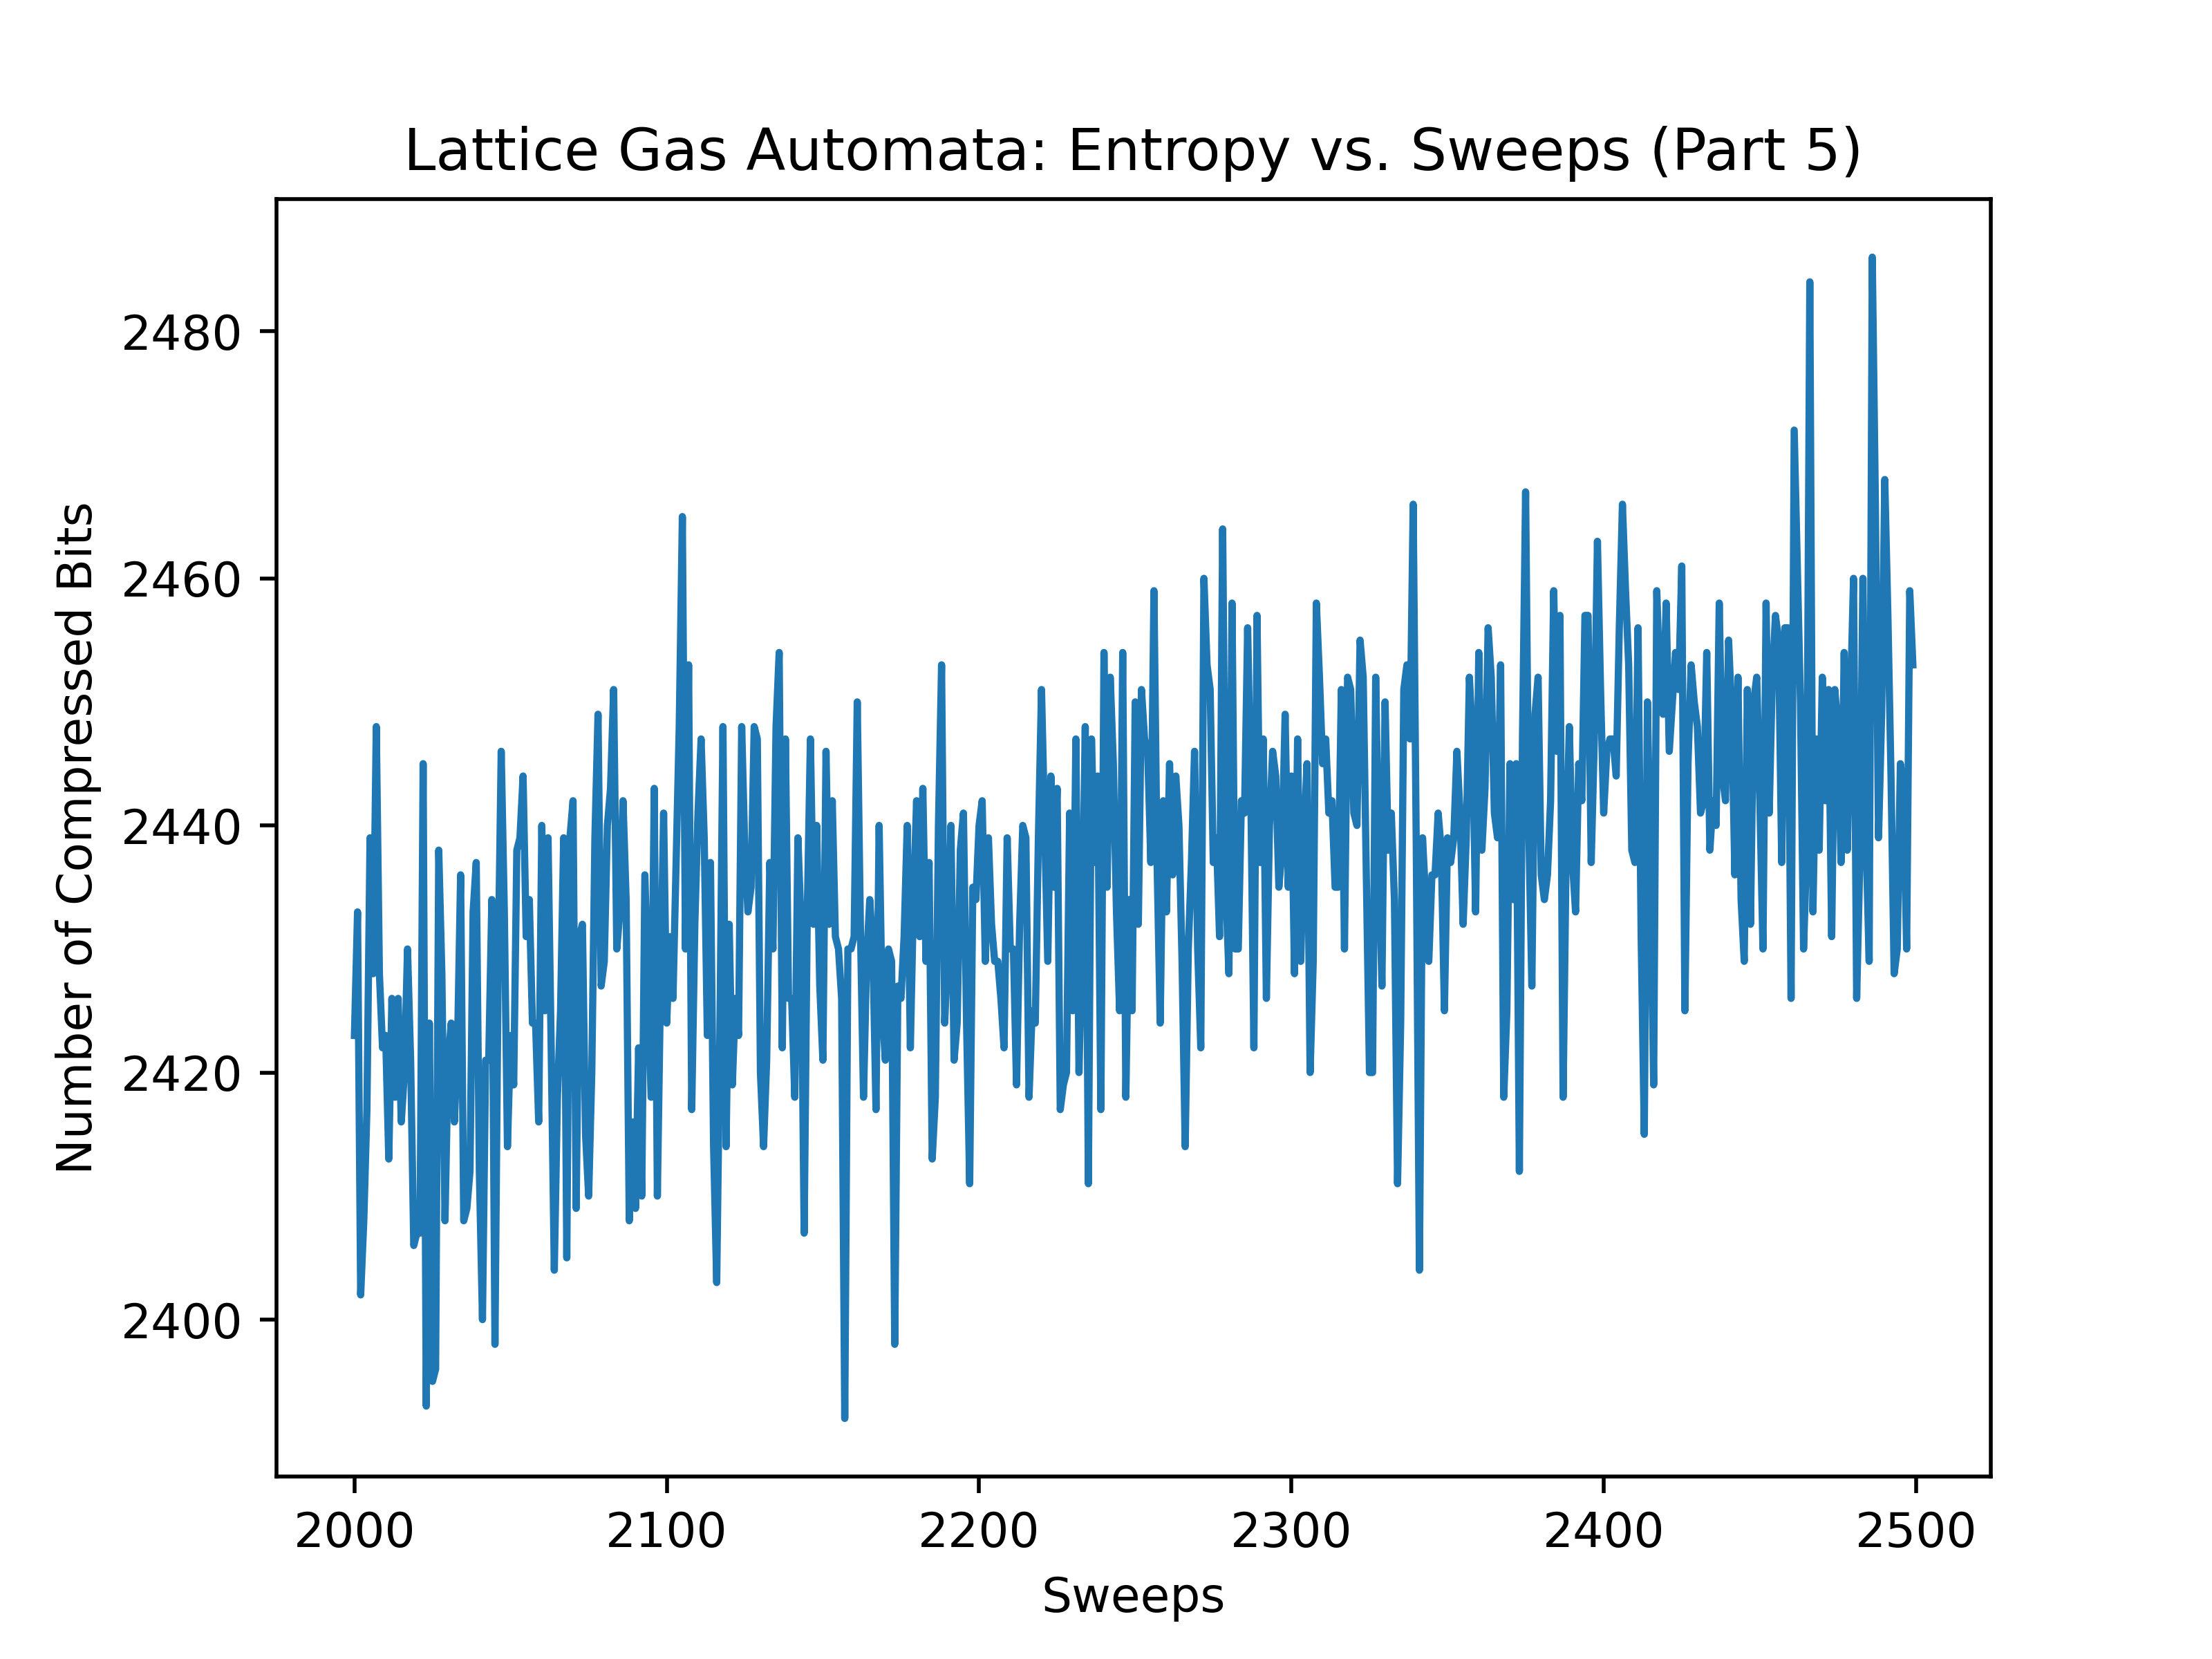 Lattice Gas Automata: Entropy vs. Sweeps (Part 5)
Number of Compressed Bits
2480
2460
2440
2420
2400
2000 2100 2200 2300 2400 2500
Sweeps